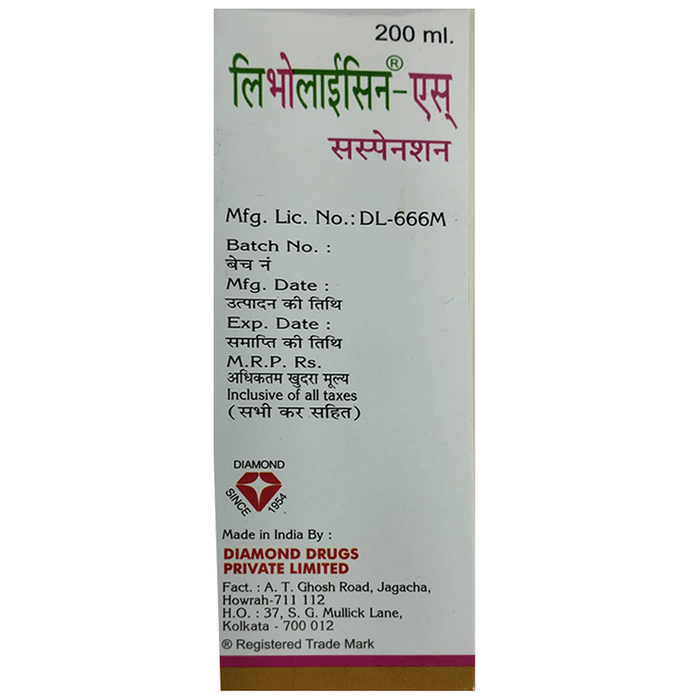 200 ml.
लिभोलाईसिन®-एस्
सस्पेनशन
Mfg. Lic. No.: DL-666M
Batch No. :
बेच नं
Mfg. Date :
उत्पादन की तिथि
Exp. Date :
समाप्ति की तिथि
M.R.P. Rs.
अधिकतम खुदरा मूल्य
Inclusive of all taxes
(सभी कर सहित)
DIAMOND
SINCE 1954
Made in India By :
DIAMOND DRUGS
PRIVATE LIMITED
Fact. : A. T. Ghosh Road, Jagacha,
Howrah-711 112
H.O. : 37, S. G. Mullick Lane,
Kolkata - 700 012
® Registered Trade Mark